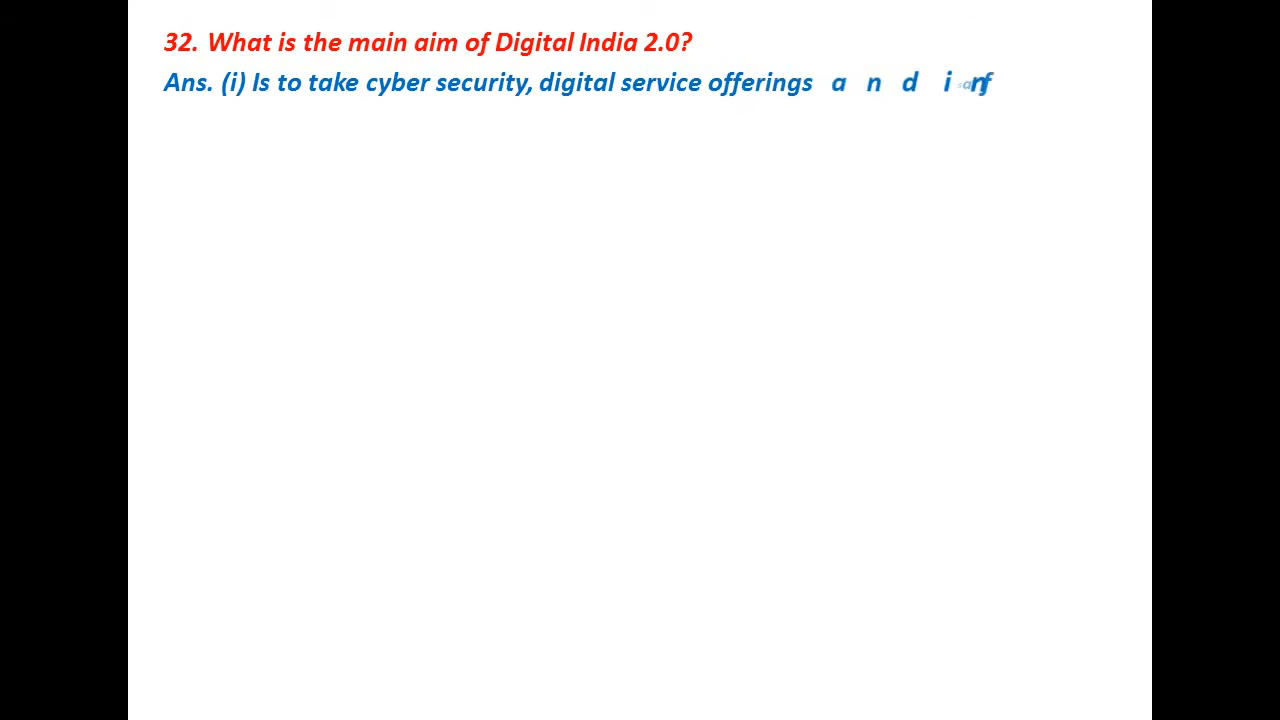 32. What is the main aim of Digital India 2.0?
Ans. (i) Is to take cyber security, digital service offerings and